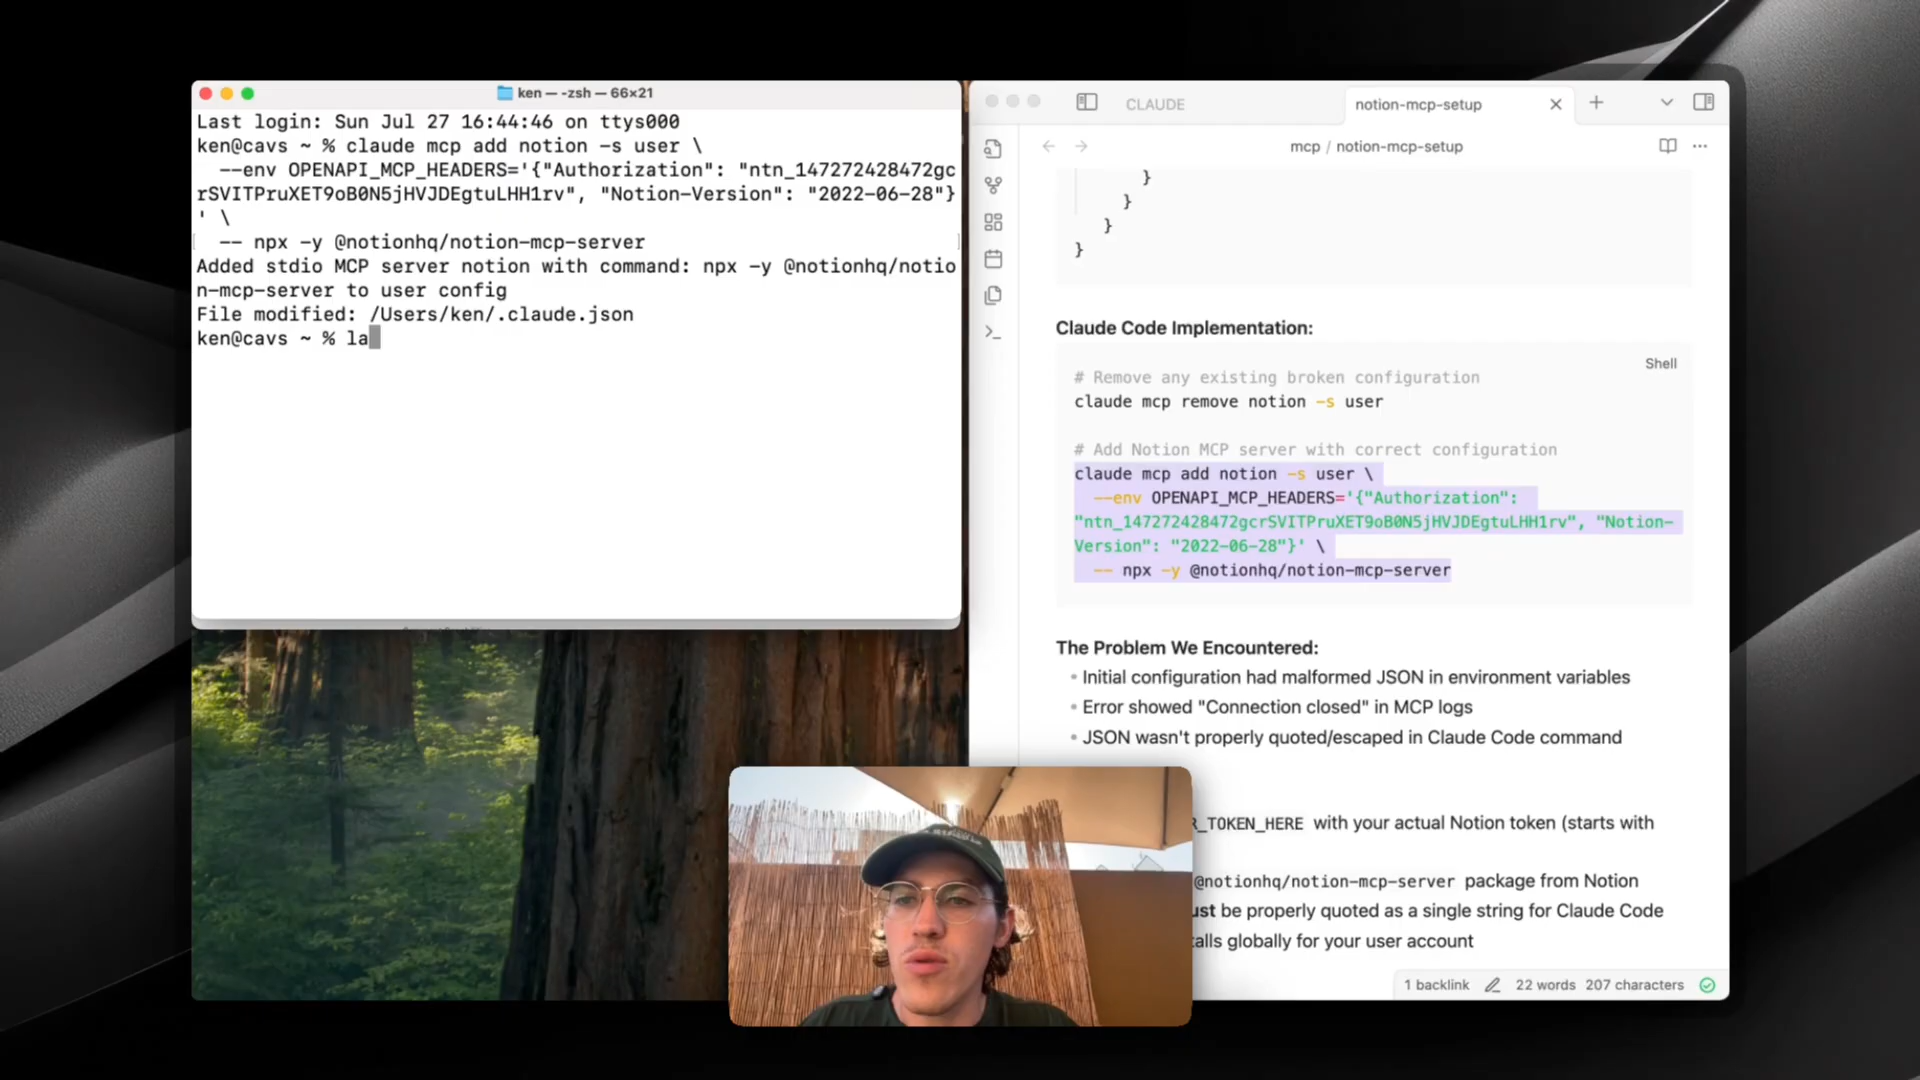 ken — -zsh — 66×21
Last login: Sun Jul 27 16:44:46 on ttys000
ken@cavs ~ % claude mcp add notion -s user \
--env OPENAPI_MCP_HEADERS='{"Authorization": "ntn_147272428472gc
rSVITPruXET9oB0N5jHVJDEgtuLHH1rv", "Notion-Version": "2022-06-28"}
' \
-- npx -y @notionhq/notion-mcp-server
Added stdio MCP server notion with command: npx -y @notionhq/notio
n-mcp-server to user config
File modified: /Users/ken/.claude.json
ken@cavs ~ % la
CLAUDE
notion-mcp-setup
mcp / notion-mcp-setup
}
}
}
}
Claude Code Implementation:
Shell
# Remove any existing broken configuration
claude mcp remove notion -s user
# Add Notion MCP server with correct configuration
claude mcp add notion -s user \
--env OPENAPI_MCP_HEADERS='{"Authorization":
"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", "Notion-
Version": "2022-06-28"}' \
-- npx -y @notionhq/notion-mcp-server
The Problem We Encountered:
• Initial configuration had malformed JSON in environment variables
• Error showed "Connection closed" in MCP logs
• JSON wasn't properly quoted/escaped in Claude Code command
R_TOKEN_HERE with your actual Notion token (starts with
@notionhq/notion-mcp-server package from Notion
ust be properly quoted as a single string for Claude Code
talls globally for your user account
1 backlink 22 words 207 characters